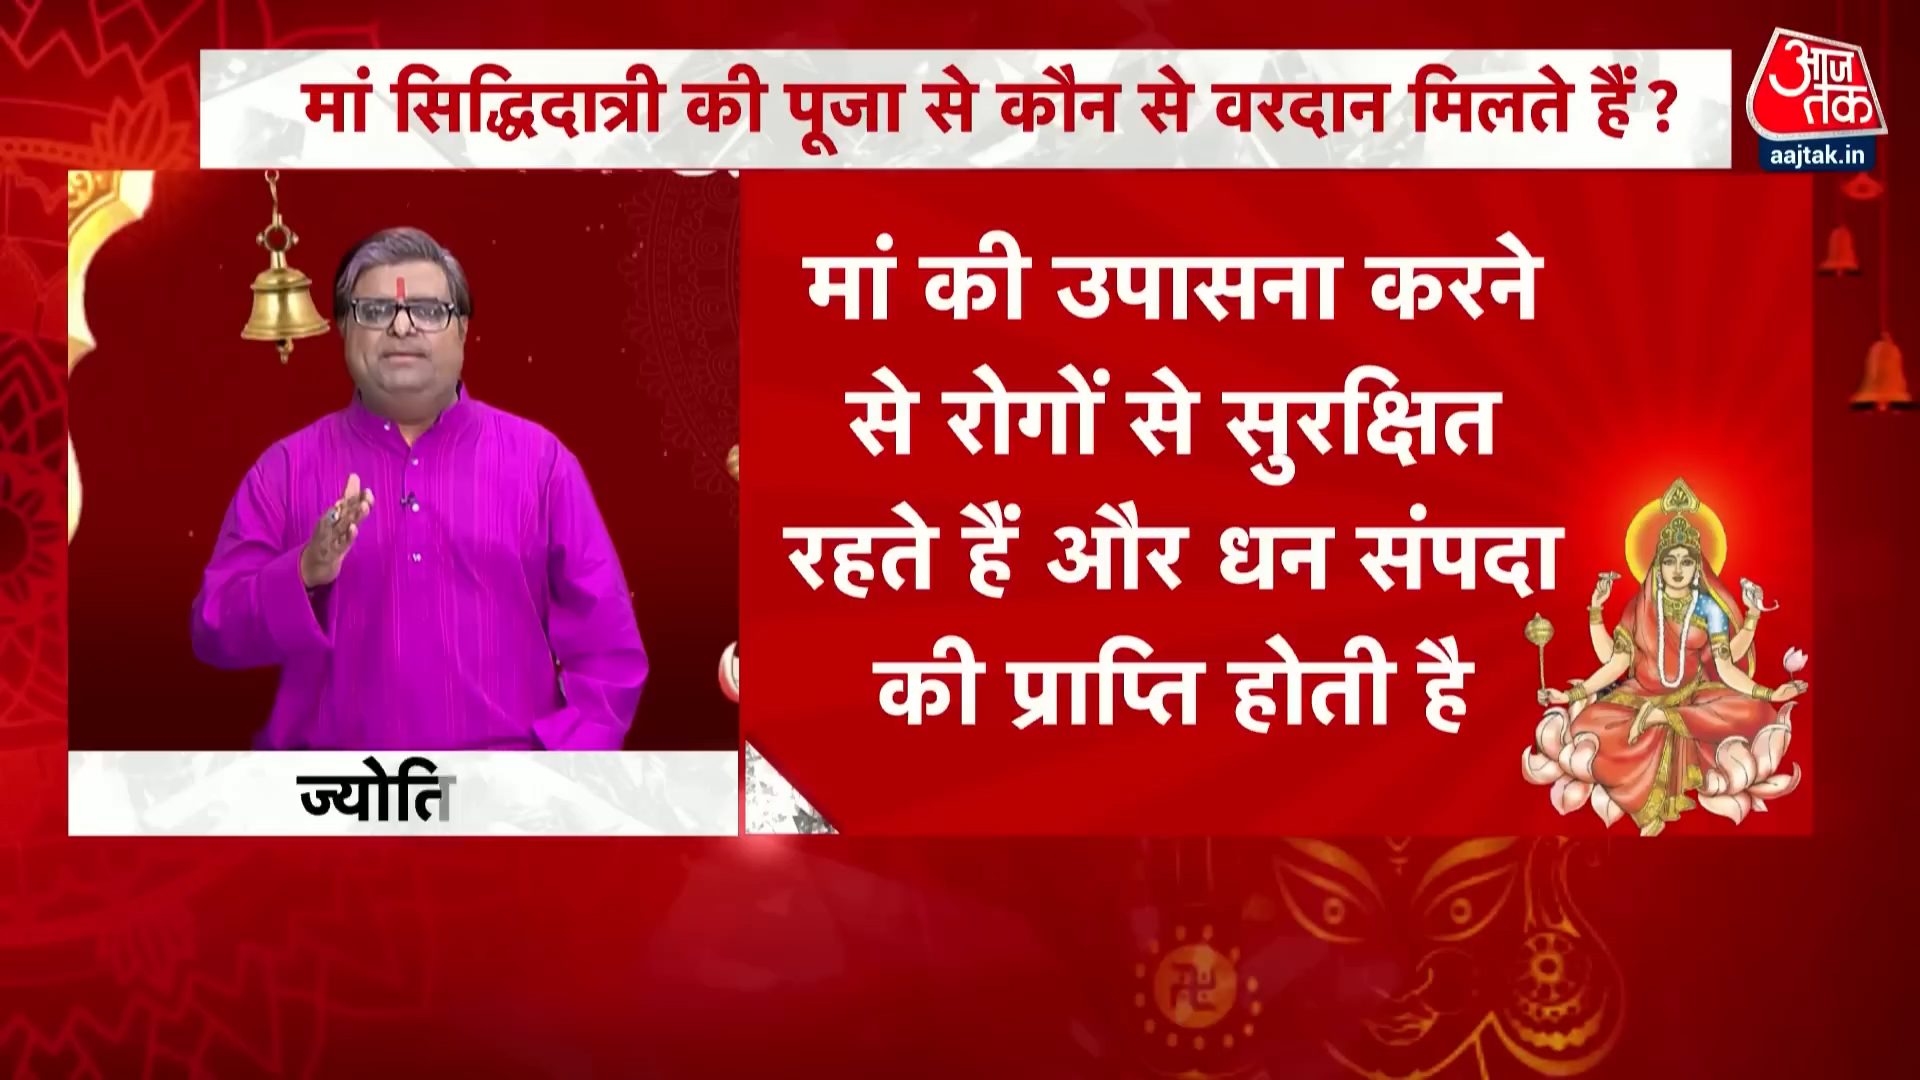 मां सिद्धिदात्री की पूजा से कौन से वरदान मिलते हैं?
आज
तक
aajtak.in
मां की उपासना करने
से रोगों से सुरक्षित
रहते हैं और धन संपदा
की प्राप्ति होती है
ज्योति